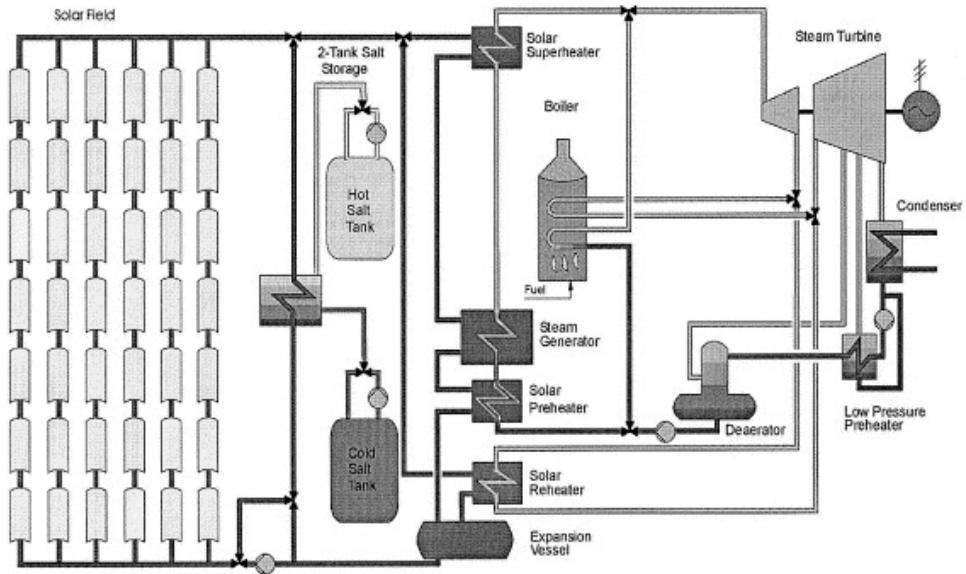 Solar Field
2-Tank Salt
Storage
Hot
Salt
Tank
Cold
Salt
Tank
Solar
Superheater
Boiler
Fuel
Steam
Generator
Solar
Preheater
Solar
Reheater
Expansion
Vessel
Steam Turbine
Condenser
Low Pressure
Preheater
Deaerator